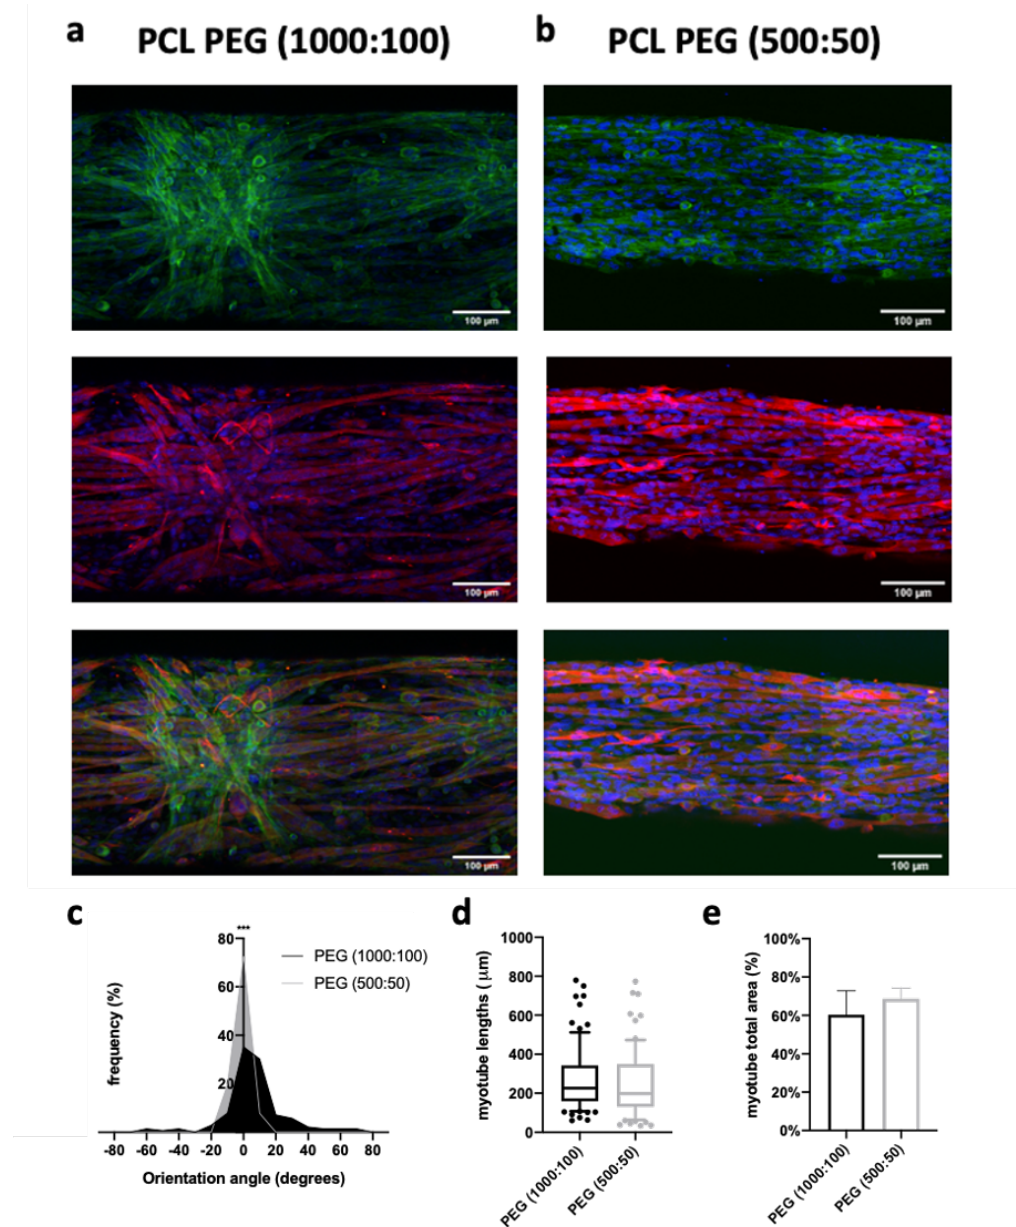 a PCL PEG (1000:100)
b PCL PEG (500:50)
100 µm
100 µm
100 µm
100 µm
100 µm
100 µm
c
***
80
60
40
20
frequency (%)
PEG (1000:100)
PEG (500:50)
-80 -60 -40 -20 0 20 40 60 80
Orientation angle (degrees)
d
1000
800
600
400
200
0
myotube lengths ( μm)
PEG (1000:100)
PEG (500:50)
e
100%
80%
60%
40%
20%
0%
myotube total area (%)
PEG (1000:100)
PEG (500:50)